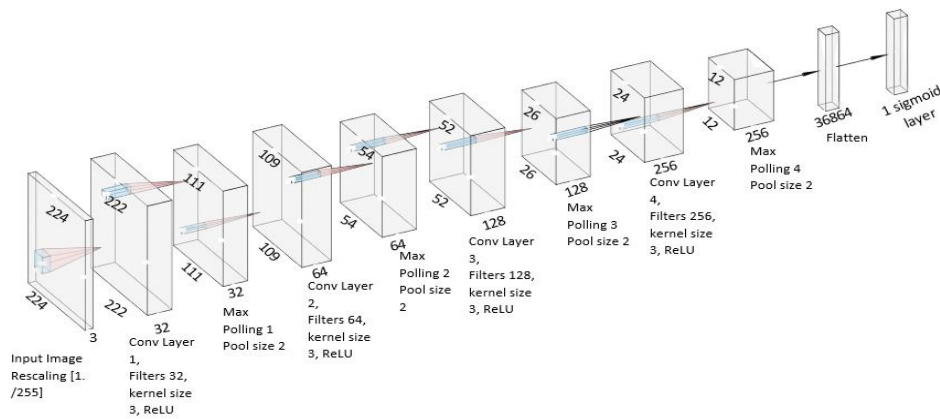 224
224
3
Input Image
Rescaling [1.
/255]
222
222
32
Conv Layer
1,
Filters 32,
kernel size
3, ReLU
111
111
32
Max
Polling 1
Pool size 2
109
109
64
Conv Layer
2,
Filters 64,
kernel size
3, ReLU
54
54
64
Max
Polling 2
Pool size
2
52
52
128
Conv Layer
3,
Filters 128,
kernel size
3, ReLU
26
26
128
Max
Polling 3
Pool size 2
24
24
256
Conv Layer
4,
Filters 256,
kernel size
3, ReLU
12
12
256
Max
Polling 4
Pool size 2
36864
Flatten
1 sigmoid
layer